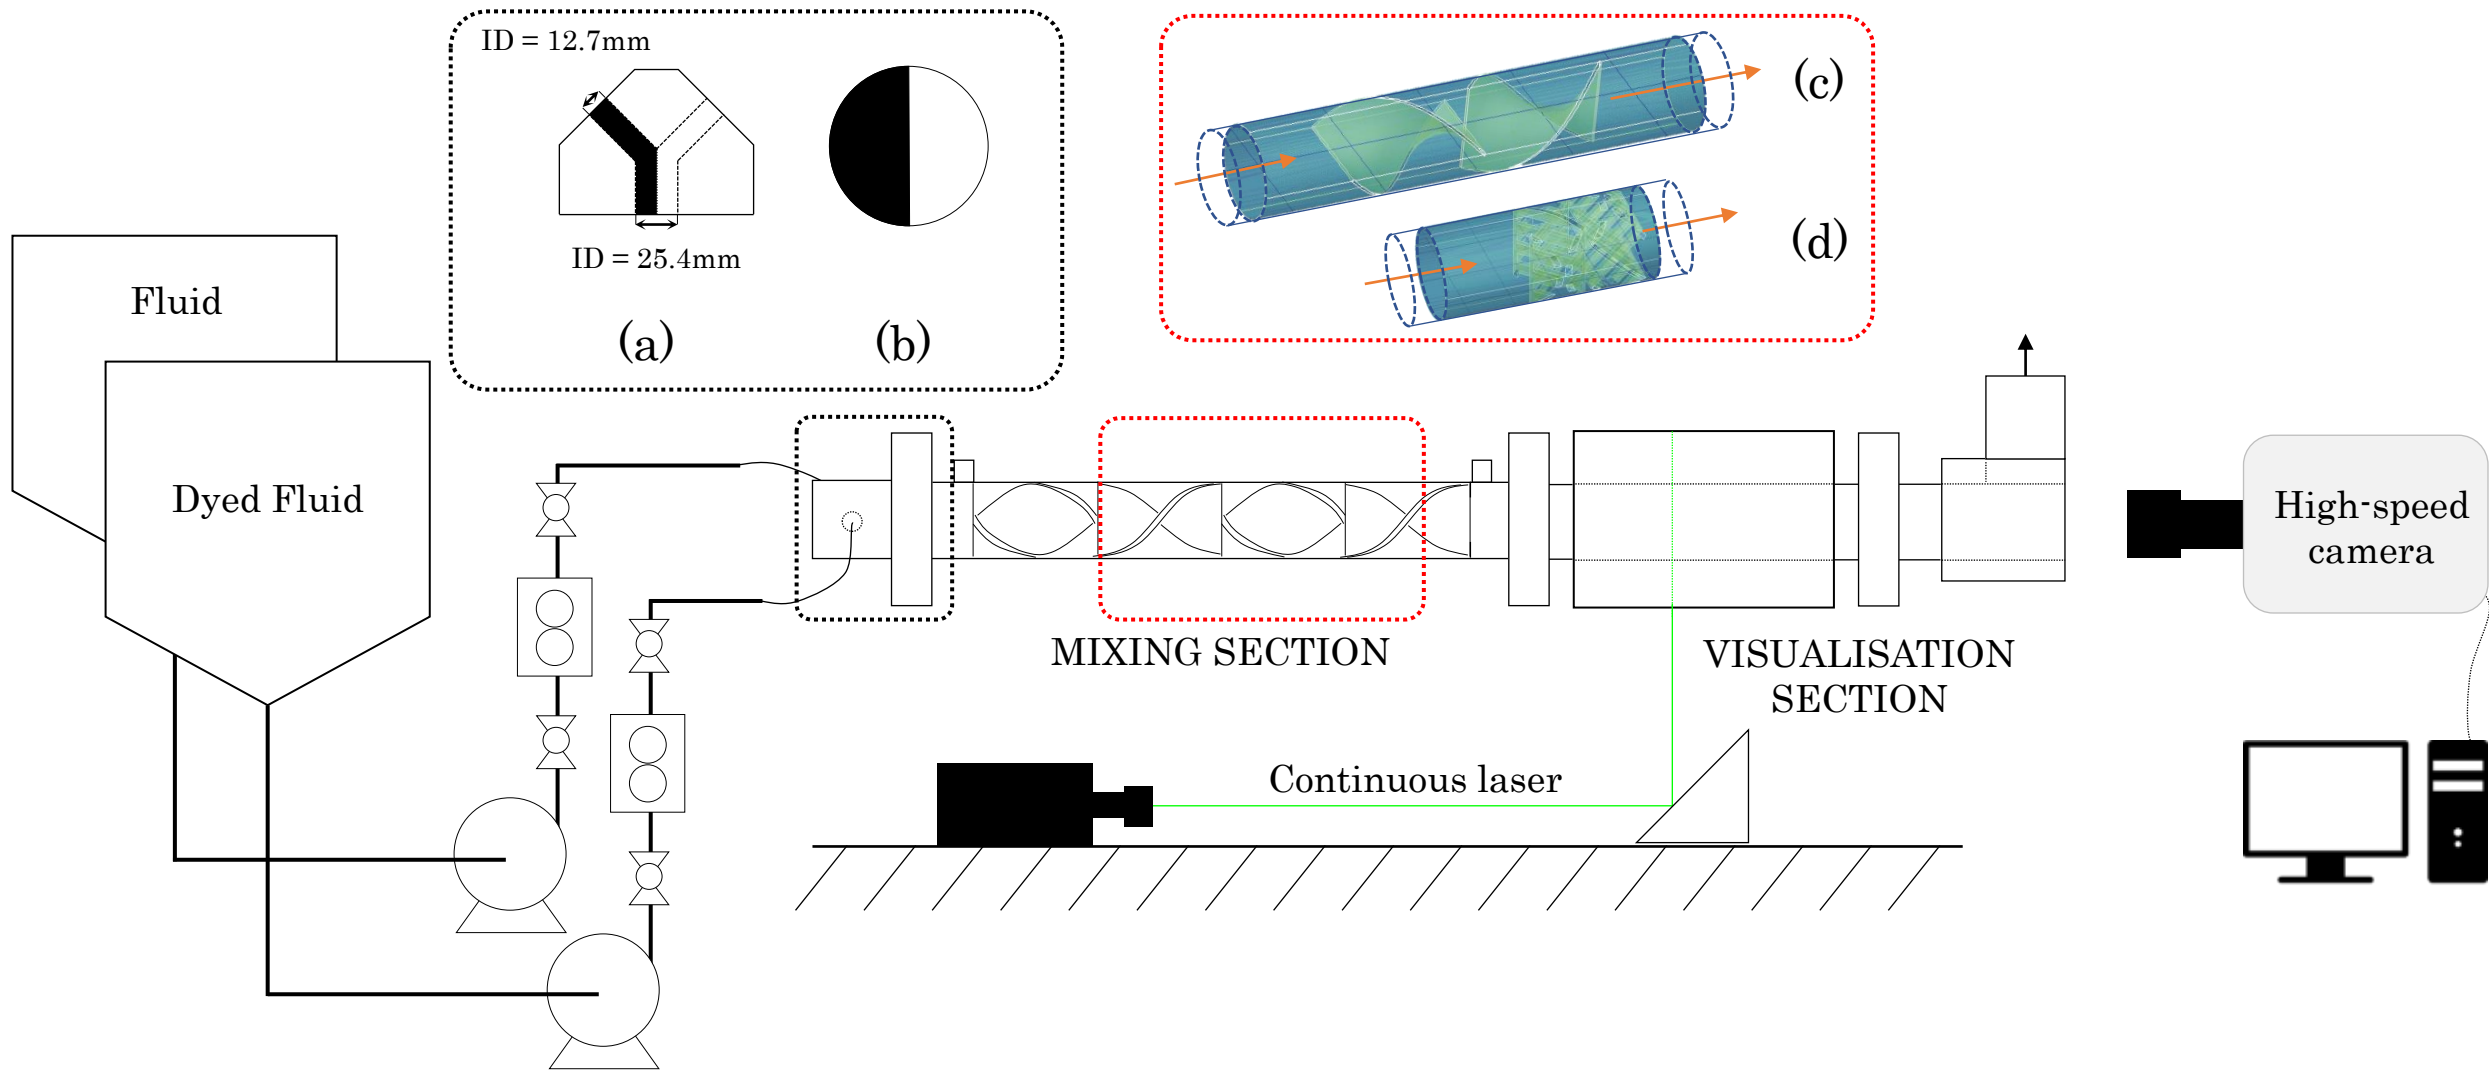 ID = 12.7mm
ID = 25.4mm
(a)
(b)
(c)
(d)
Fluid
Dyed Fluid
MIXING SECTION
VISUALISATION
SECTION
High-speed
camera
Continuous laser